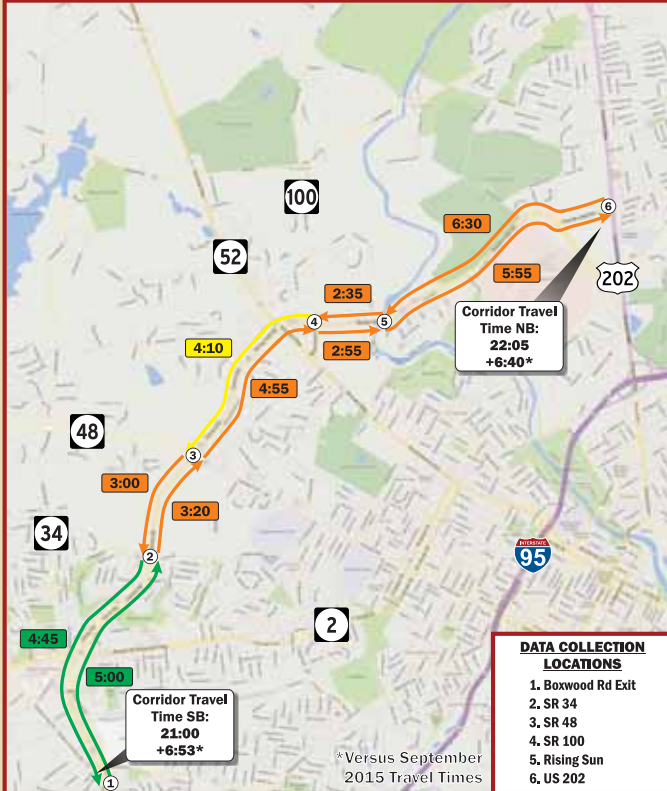 100
52
6
6:30
5:55
202
2:35
4
5
Corridor Travel
Time NB:
22:05
+6:40*
2:55
4:10
4:55
48
3
3:00
3:20
34
2
INTERSTATE
95
2
4:45
5:00
Corridor Travel
Time SB:
21:00
+6:53*
1
*Versus September
2015 Travel Times
DATA COLLECTION
LOCATIONS
1. Boxwood Rd Exit
2. SR 34
3. SR 48
4. SR 100
5. Rising Sun
6. US 202